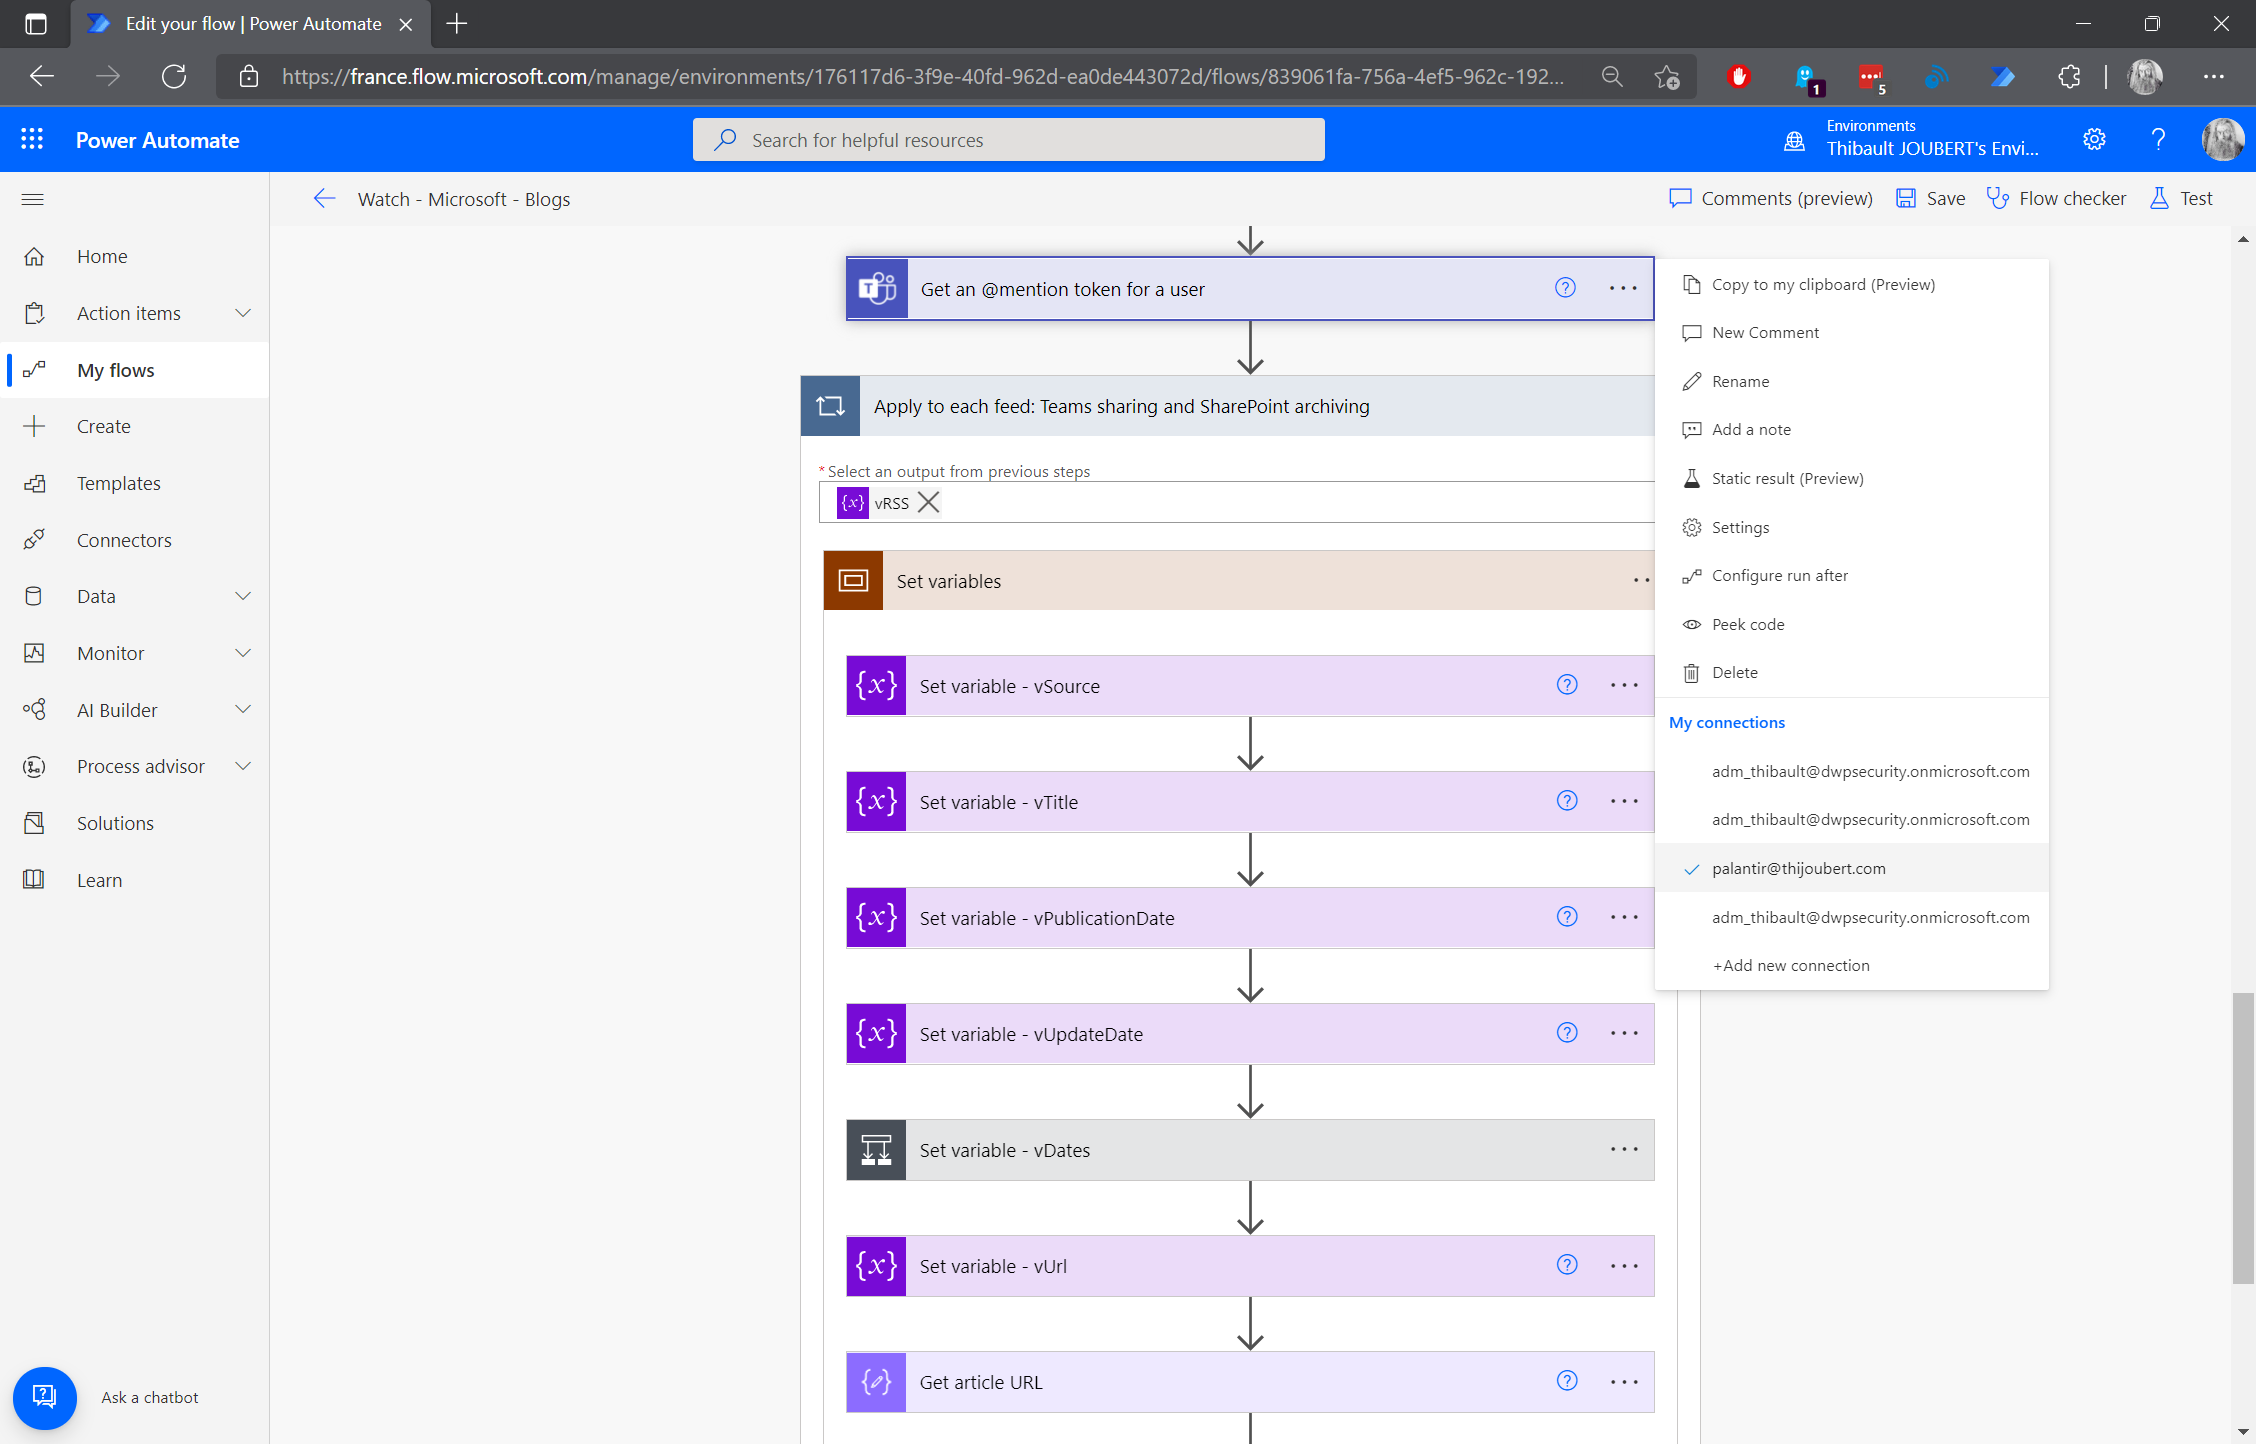 Edit your flow | Power Automate
https://france.flow.microsoft.com/manage/environments/176117d6-3f9e-40fd-962d-ea0de443072d/flows/839061fa-756a-4ef5-962c-192...
1
5
Power Automate
Search for helpful resources
Environments
Thibault JOUBERT's Envi...
Watch - Microsoft - Blogs
Comments (preview)
Save
Flow checker
Test
Home
Action items
My flows
Create
Templates
Connectors
Data
Monitor
AI Builder
Process advisor
Solutions
Learn
Ask a chatbot
Get an @mention token for a user
Apply to each feed: Teams sharing and SharePoint archiving
* Select an output from previous steps
{x} vRSS
Set variables
{x} Set variable - vSource
{x} Set variable - vTitle
{x} Set variable - vPublicationDate
{x} Set variable - vUpdateDate
Set variable - vDates
{x} Set variable - vUrl
Get article URL
Copy to my clipboard (Preview)
New Comment
Rename
Add a note
Static result (Preview)
Settings
Configure run after
Peek code
Delete
My connections
adm_thibault@dwpsecurity.onmicrosoft.com
adm_thibault@dwpsecurity.onmicrosoft.com
palantir@thijoubert.com
adm_thibault@dwpsecurity.onmicrosoft.com
+Add new connection